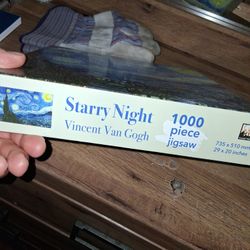 Starry Night
Vincent Van Gogh
1000
piece
jigsaw
735 x 510 mm
29 x 20 inches